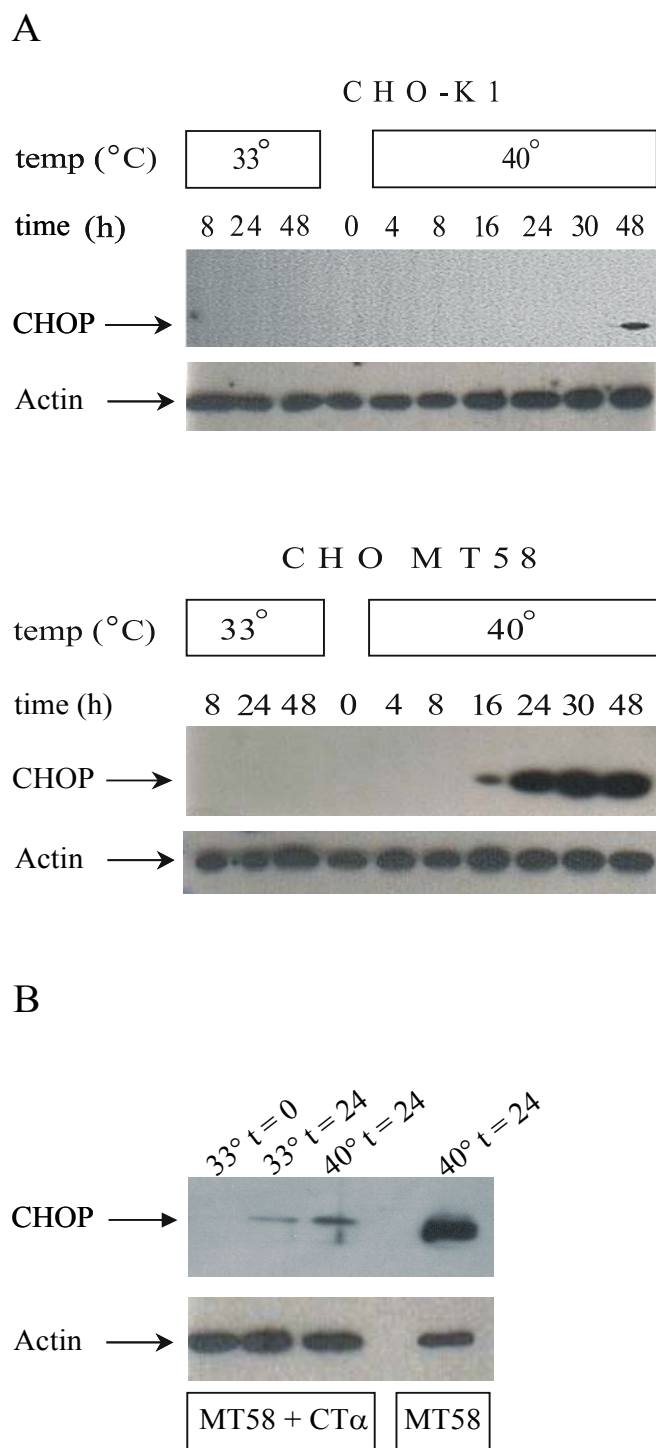 A
CHO-K1
temp (°C) 33° 40°
time (h) 8 24 48 0 4 8 16 24 30 48
CHOP
Actin
CHO MT58
temp (°C) 33° 40°
time (h) 8 24 48 0 4 8 16 24 30 48
CHOP
Actin
B
33° t = 0 33° t = 24 40° t = 24 40° t = 24
CHOP
Actin
MT58 + CTα MT58